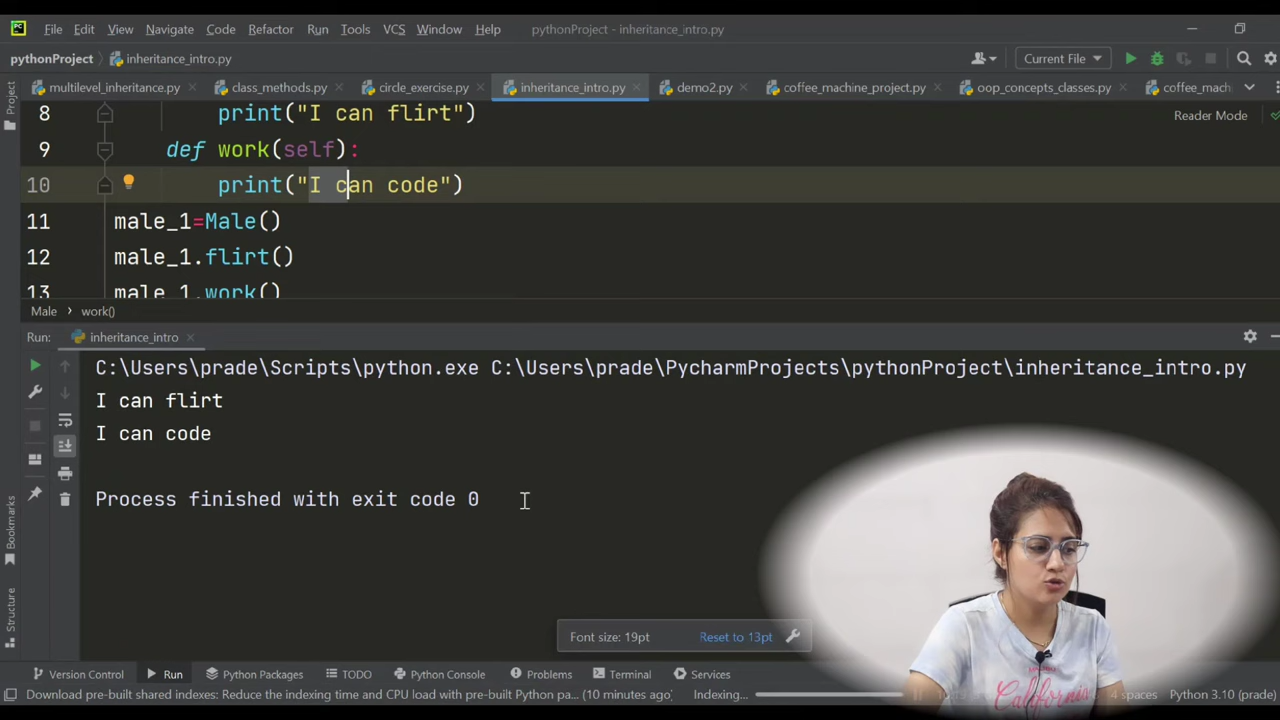 PC File Edit View Navigate Code Refactor Run Tools VCS Window Help pythonProject - inheritance_intro.py
pythonProject inheritance_intro.py Current File
multilevel_inheritance.py class_methods.py circle_exercise.py inheritance_intro.py demo2.py coffee_machine_project.py oop_concepts_classes.py coffee_mach
Project
Reader Mode
8 print("I can flirt")
9 def work(self):
10 print("I can code")
11 male_1=Male()
12 male_1.flirt()
13 male_1.work()
Male work()
Run: inheritance_intro
C:\Users\prade\Scripts\python.exe C:\Users\prade\PycharmProjects\pythonProject\inheritance_intro.py
I can flirt
I can code
Process finished with exit code 0
Bookmarks
Structure
Font size: 19pt Reset to 13pt
California
Version Control Run Python Packages TODO Python Console Problems Terminal Services
Download pre-built shared indexes: Reduce the indexing time and CPU load with pre-built Python pa... (10 minutes ago) Indexing... 4 spaces Python 3.10 (prade)